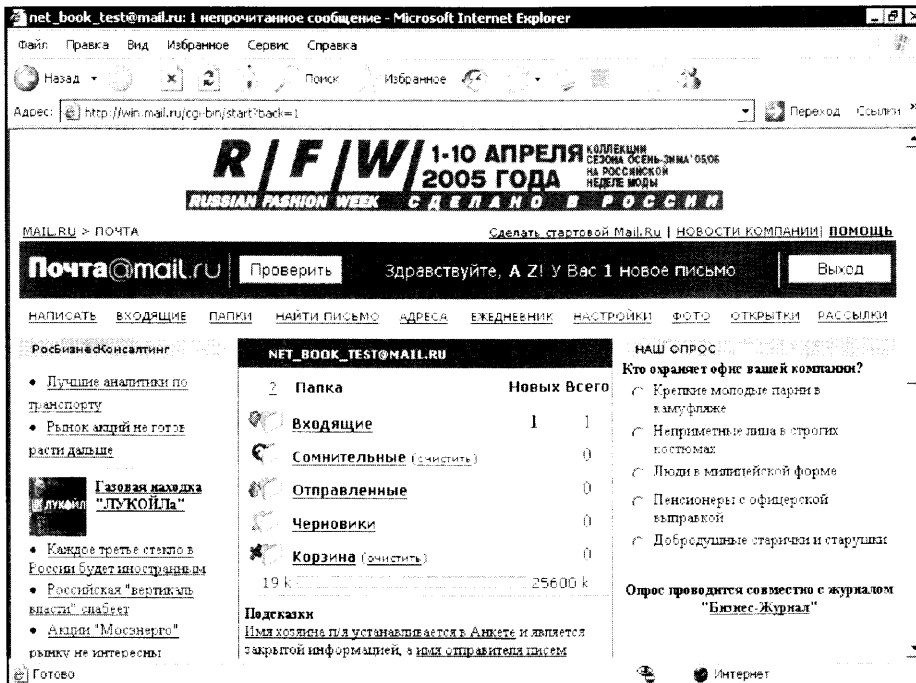 net_book_test@mail.ru: 1 непрочитанное сообщение - Microsoft Internet Explorer
Файл Правка Вид Избранное Сервис Справка
Назад Поиск Избранное
Адрес: http://win.mail.ru/cgi-bin/start?back=1 Переход Ссылки
R/F/W/ 1-10 АПРЕЛЯ 2005 ГОДА
КОЛЛЕКЦИИ
СЕЗОНА ОСЕНЬ-ЗИМА' 05/06
НА РОССИЙСКОЙ
НЕДЕЛЕ МОДЫ
RUSSIAN FASHION WEEK СДЕЛАНО В РОССИИ
MAIL.RU > ПОЧТА Сделать стартовой Mail.Ru | НОВОСТИ КОМПАНИИ | ПОМОЩЬ
Почта@mail.ru Проверить Здравствуйте, A Z! У Вас 1 новое письмо Выход
НАПИСАТЬ ВХОДЯЩИЕ ПАПКИ НАЙТИ ПИСЬМО АДРЕСА ЕЖЕДНЕВНИК НАСТРОЙКИ ФОТО ОТКРЫТКИ РАССЫЛКИ
РосБизнесКонсалтинг
• Лучшие аналитики по
транспорту
• Рынок акций не готов
расти дальше
Газовая находка
"ЛУКОЙЛа"
ЛУКОЙЛ
• Каждое третье стекло в
России будет иностранным
• Российская "вертикаль
власти" слабеет
• Акции "Мосэнерго"
рынку не интересны
NET_BOOK_TEST@MAIL.RU
? Папка Новых Всего
Входящие 1 1
Сомнительные (очистить) 0
Отправленные 0
Черновики 0
Корзина (очистить) 0
19 k 25600 k
Подсказки
Имя хозяина п/я устанавливается в Анкете и является
закрытой информацией, а имя отправителя писем
НАШ ОПРОС
Кто охраняет офис вашей компании?
Крепкие молодые парни в
камуфляже
Неприметные лица в строгих
костюмах
Люди в милицейской форме
Пенсионеры с офицерской
выправкой
Добродушные старички и старушки
Опрос проводится совместно с журналом
"Бизнес-Журнал"
Готово Интернет